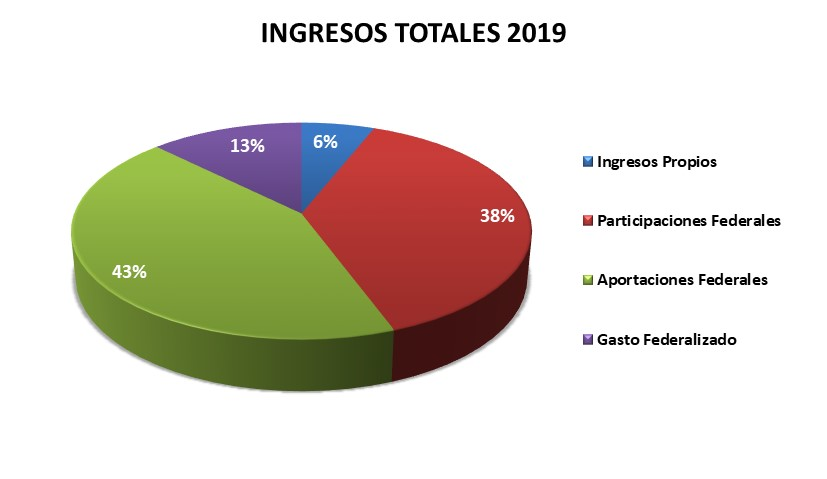 INGRESOS TOTALES 2019
13%
6%
38%
43%
Ingresos Propios
Participaciones Federales
Aportaciones Federales
Gasto Federalizado